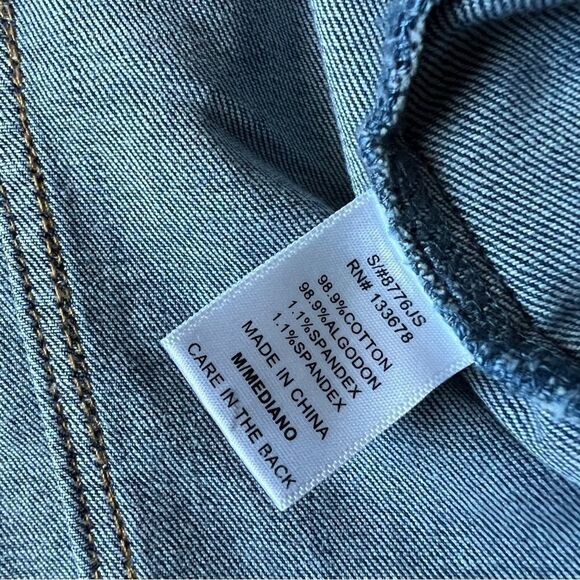 S/#8776JS
RN# 133678
98.9%COTTON
98.9%ALGODON
1.1%SPANDEX
1.1%SPANDEX
MADE IN CHINA
M/MEDIANO
CARE IN THE BACK